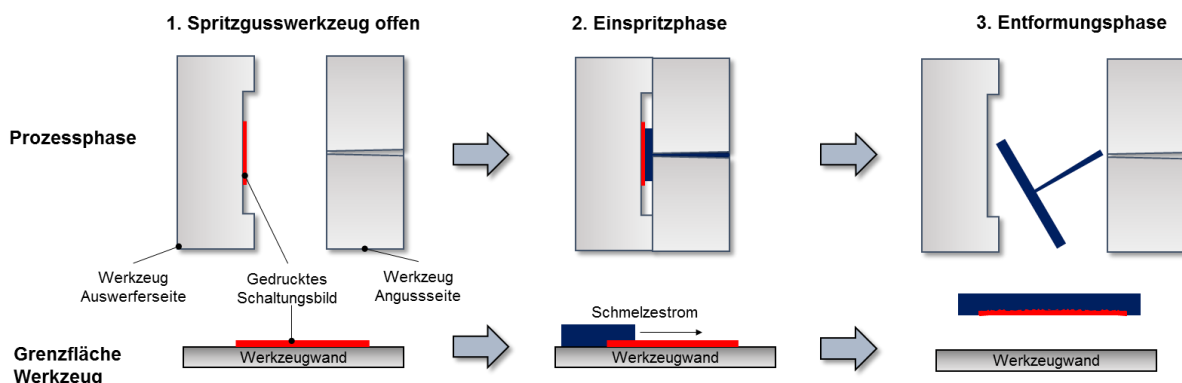 1. Spritzgusswerkzeug offen
2. Einspritzphase
3. Entformungsphase
Prozessphase
Werkzeug
Auswerferseite
Gedrucktes
Schaltungsbild
Werkzeug
Angussseite
Schmelzestrom
Grenzfläche
Werkzeug
Werkzeugwand
Werkzeugwand
Werkzeugwand